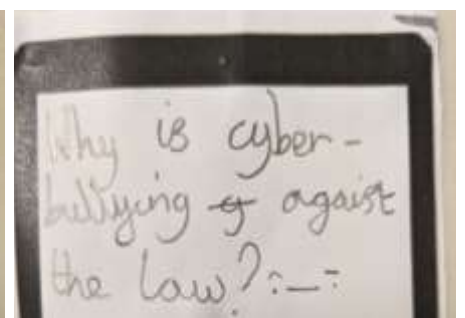 Why is cyber-
bullying agaist
the law? :_: